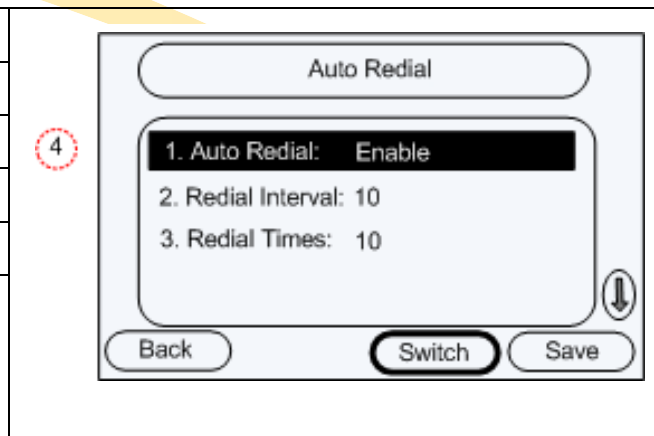 Auto Redial
4
1. Auto Redial: Enable
2. Redial Interval: 10
3. Redial Times: 10
Back Switch Save